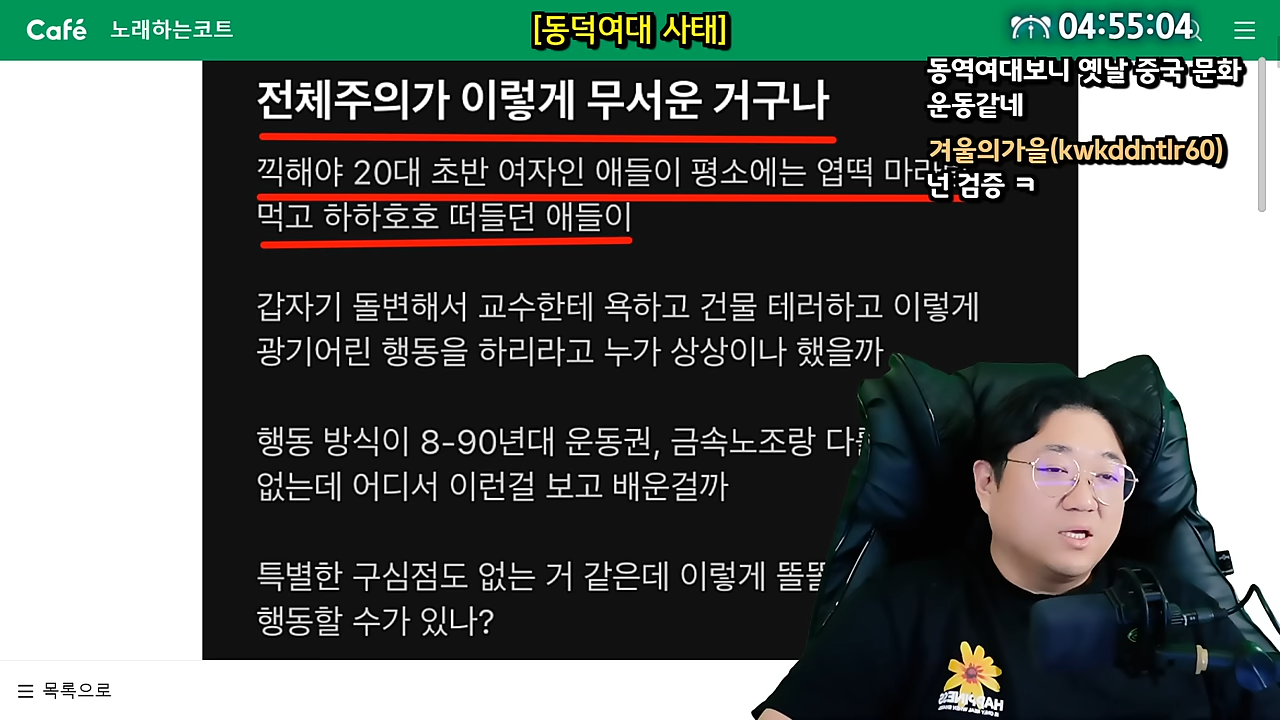 Café 노래하는코트
[동덕여대 사태]
04:55:04
동역여대보니 옛날 중국 문화
운동같네
겨울의가을(kwkddntlr60)
넌 검증 ㅋ
전체주의가 이렇게 무서운 거구나
끽해야 20대 초반 여자인 애들이 평소에는 엽떡
먹고 하하호호 떠들던 애들이
갑자기 돌변해서 교수한테 욕하고 건물 테러하고 이렇게
광기어린 행동을 하리라고 누가 상상이나 했을까
행동 방식이 8-90년대 운동권, 금속노조랑
없는데 어디서 이런걸 보고 배운걸까
특별한 구심점도 없는 거 같은데 이렇게
행동할 수가 있나?
HAPPINESS
목록으로